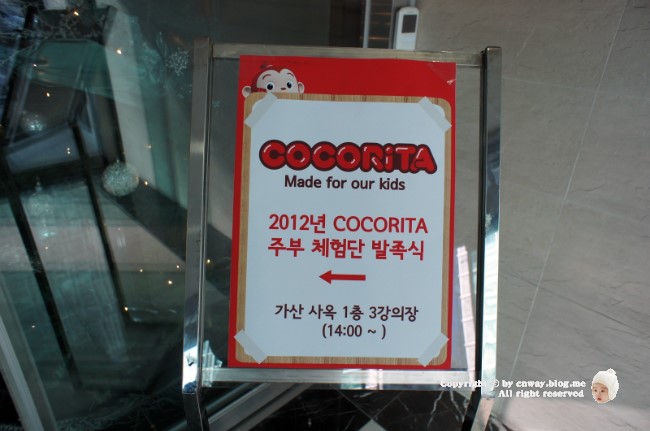 COCORiTA
Made for our kids
2012년 COCORITA
주부 체험단 발족식
가산 사옥 1층 3강의장
(14:00 ~ )
Copyright ⓒ by cnway.blog.me
All right reserved